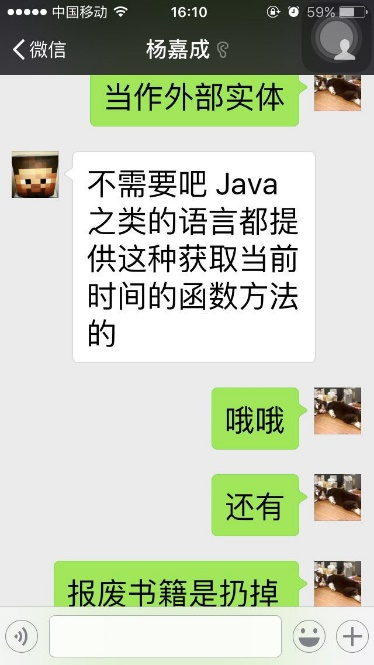 中国移动 16:10 59%
微信 杨嘉成
当作外部实体
不需要吧 Java
之类的语言都提
供这种获取当前
时间的函数方法
的
哦哦
还有
报废书籍是扔掉